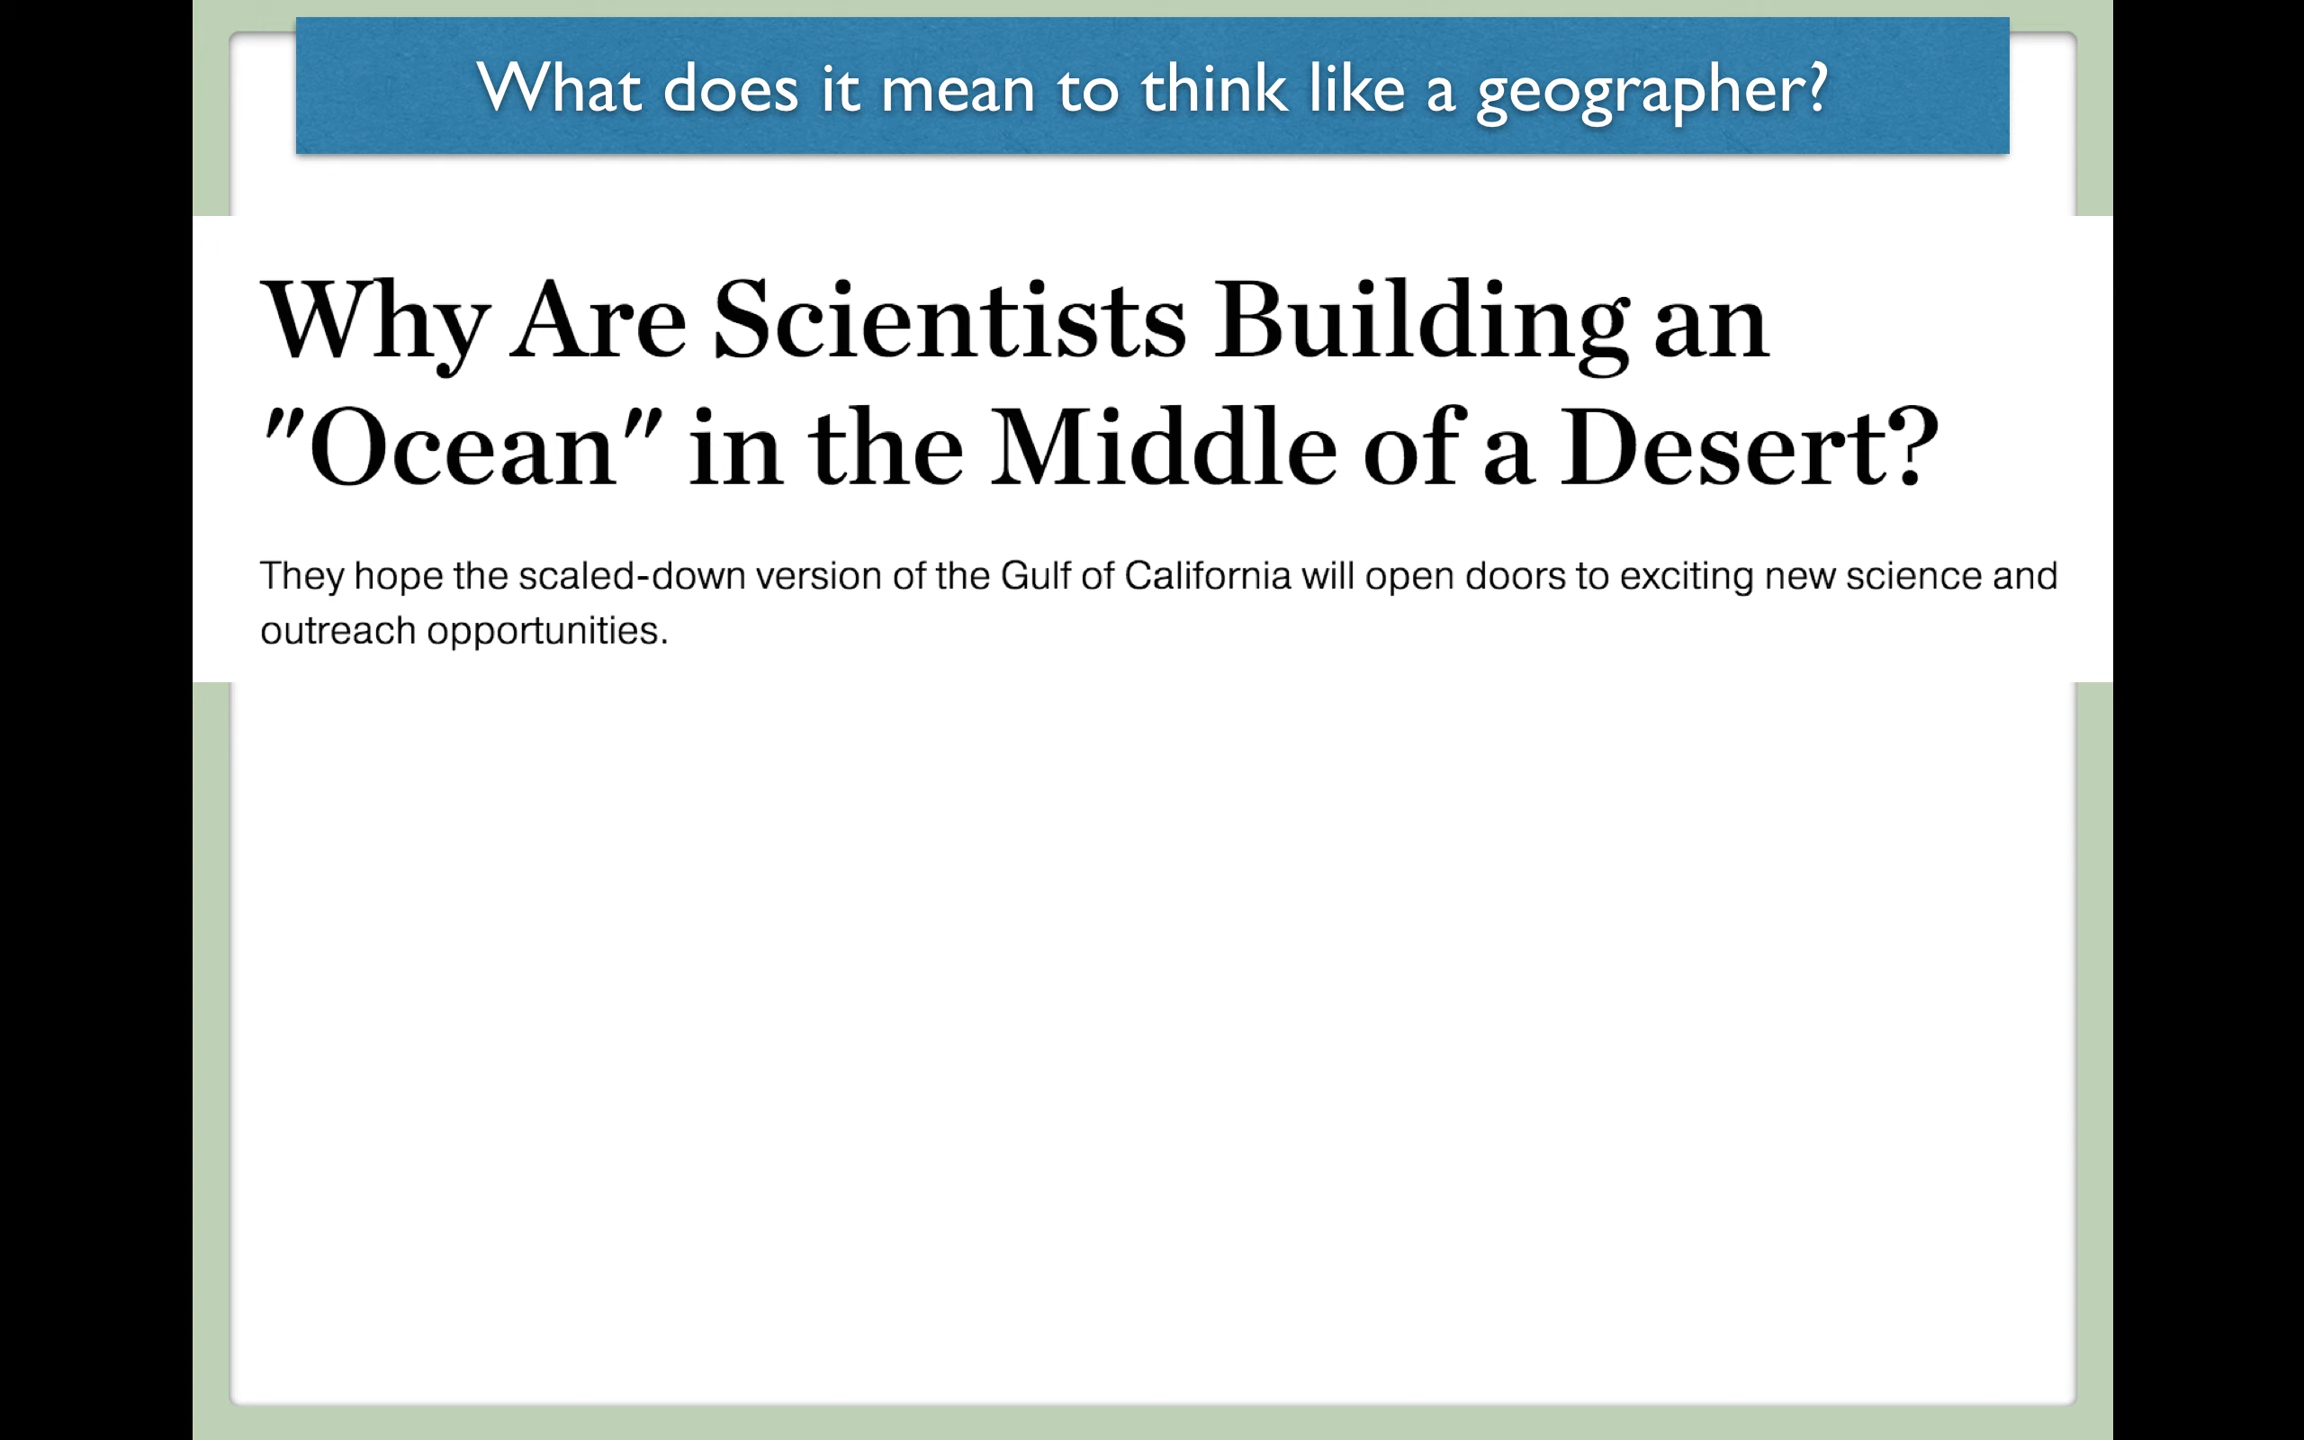 What does it mean to think like a geographer?
Why Are Scientists Building an
"Ocean" in the Middle of a Desert?
They hope the scaled-down version of the Gulf of California will open doors to exciting new science and
outreach opportunities.